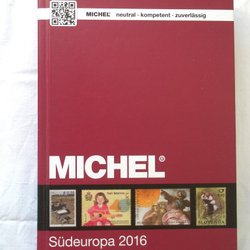 MICHEL® neutral · kompetent · zuverlässig
MICHEL®
Südeuropa 2016